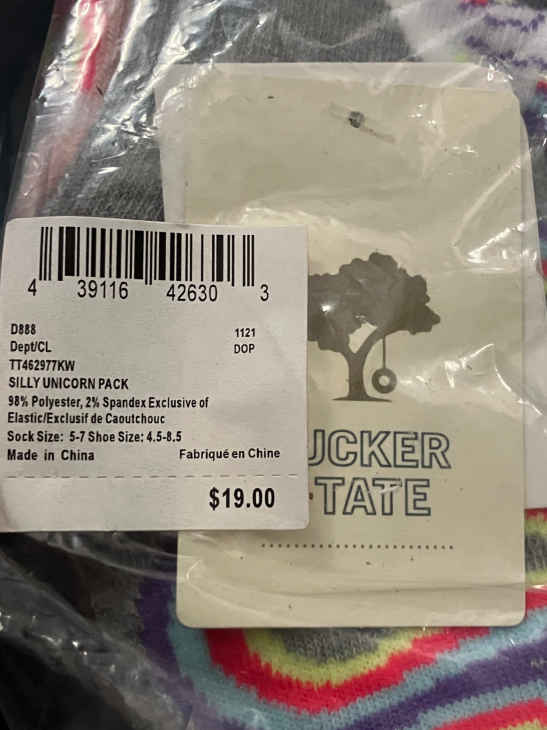 4 39116 42630 3
D888 1121
Dept/CL DOP
TT462977KW
SILLY UNICORN PACK
98% Polyester, 2% Spandex Exclusive of
Elastic/Exclusif de Caoutchouc
Sock Size: 5-7 Shoe Size: 4.5-8.5
Made in China Fabriqué en Chine
$19.00
UCKER
TATE